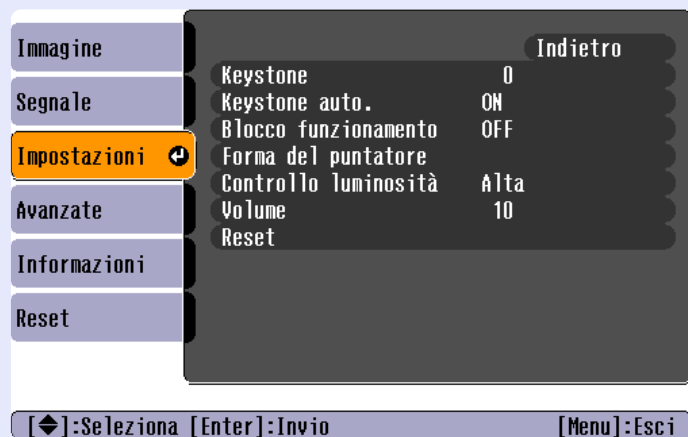 Immagine
Segnale
Impostazioni
Avanzate
Informazioni
Reset
Indietro
Keystone 0
Keystone auto. ON
Blocco funzionamento OFF
Forma del puntatore
Controllo luminosità Alta
Volume 10
Reset
[◆]:Seleziona [Enter]:Invio [Menu]:Esci